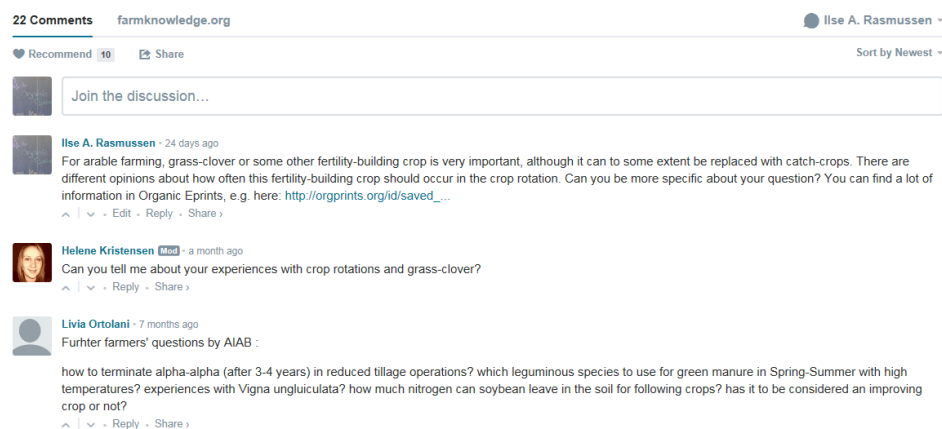 22 Comments farmknowledge.org Ilse A. Rasmussen
Recommend 10 Share Sort by Newest
Join the discussion…
Ilse A. Rasmussen • 24 days ago
For arable farming, grass-clover or some other fertility-building crop is very important, although it can to some extent be replaced with catch-crops. There are
different opinions about how often this fertility-building crop should occur in the crop rotation. Can you be more specific about your question? You can find a lot of
information in Organic Eprints, e.g. here: http://orgprints.org/id/saved_...
• Edit • Reply • Share ›
Helene Kristensen Mod • a month ago
Can you tell me about your experiences with crop rotations and grass-clover?
• Reply • Share ›
Livia Ortolani • 7 months ago
Furhter farmers' questions by AIAB :
how to terminate alpha-alpha (after 3-4 years) in reduced tillage operations? which leguminous species to use for green manure in Spring-Summer with high
temperatures? experiences with Vigna ungluiculata? how much nitrogen can soybean leave in the soil for following crops? has it to be considered an improving
crop or not?
• Reply • Share ›